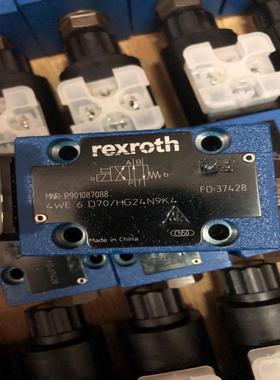 rexroth
A B
P T
MNR: R901087088
FD:37428
4WE 6 D70/HG24N9K4
Made in China